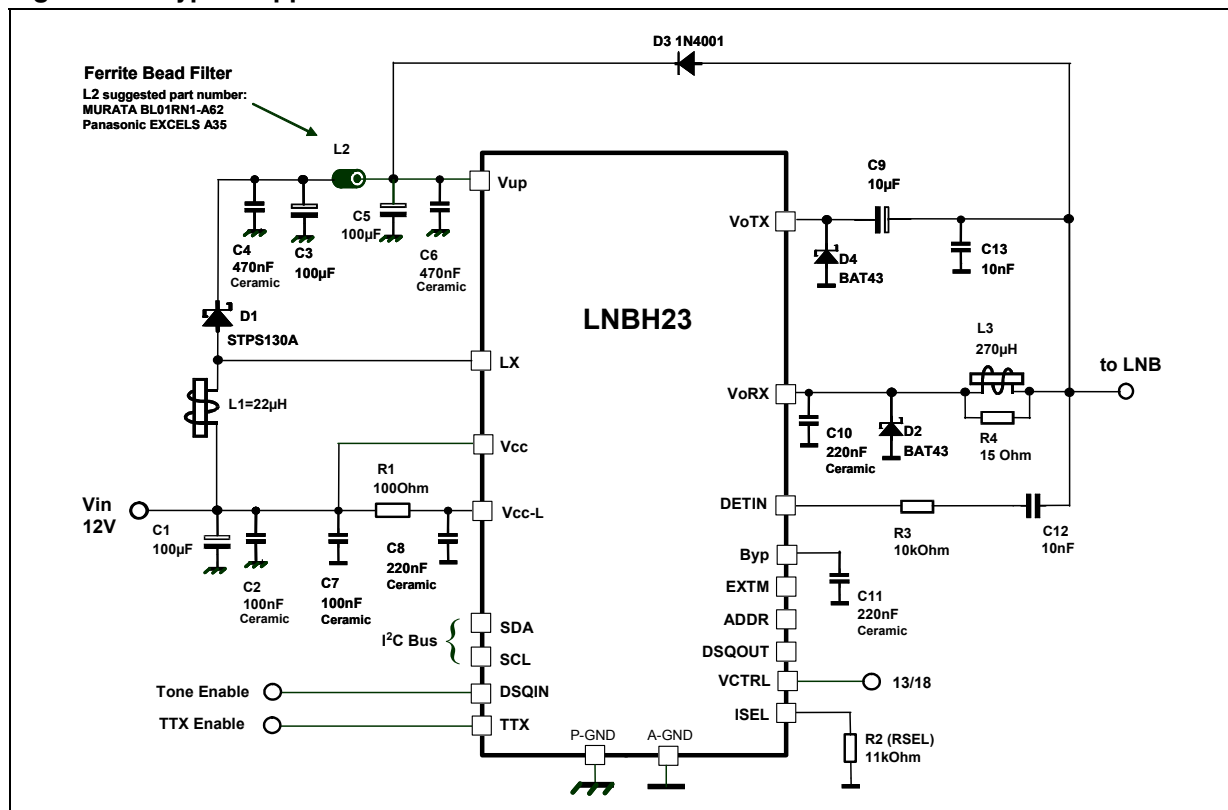 D3 1N4001
Ferrite Bead Filter
L2 suggested part number:
MURATA BL01RN1-A62
Panasonic EXCELS A35
L2
C9
10µF
Vup
VoTX
C5
100µF
C4
470nF
Ceramic
C3
100µF
C6
470nF
Ceramic
D4
BAT43
C13
10nF
LNBH23
D1
STPS130A
L3
270µH
LX
to LNB
VoRX
L1=22µH
C10
220nF
Ceramic
D2
BAT43
R4
15 Ohm
Vcc
R1
100Ohm
Vin
12V
Vcc-L
DETIN
C1
100µF
R3
10kOhm
C12
10nF
C8
220nF
Ceramic
Byp
C2
100nF
Ceramic
C7
100nF
Ceramic
EXTM
C11
220nF
Ceramic
ADDR
I²C Bus
SDA
SCL
DSQOUT
VCTRL
13/18
Tone Enable
DSQIN
ISEL
TTX Enable
TTX
P-GND
A-GND
R2 (RSEL)
11kOhm